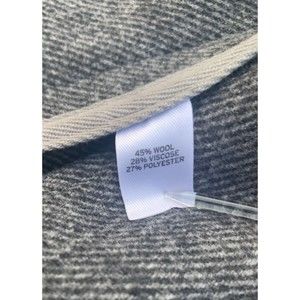 45% WOOL
28% VISCOSE
27% POLYESTER